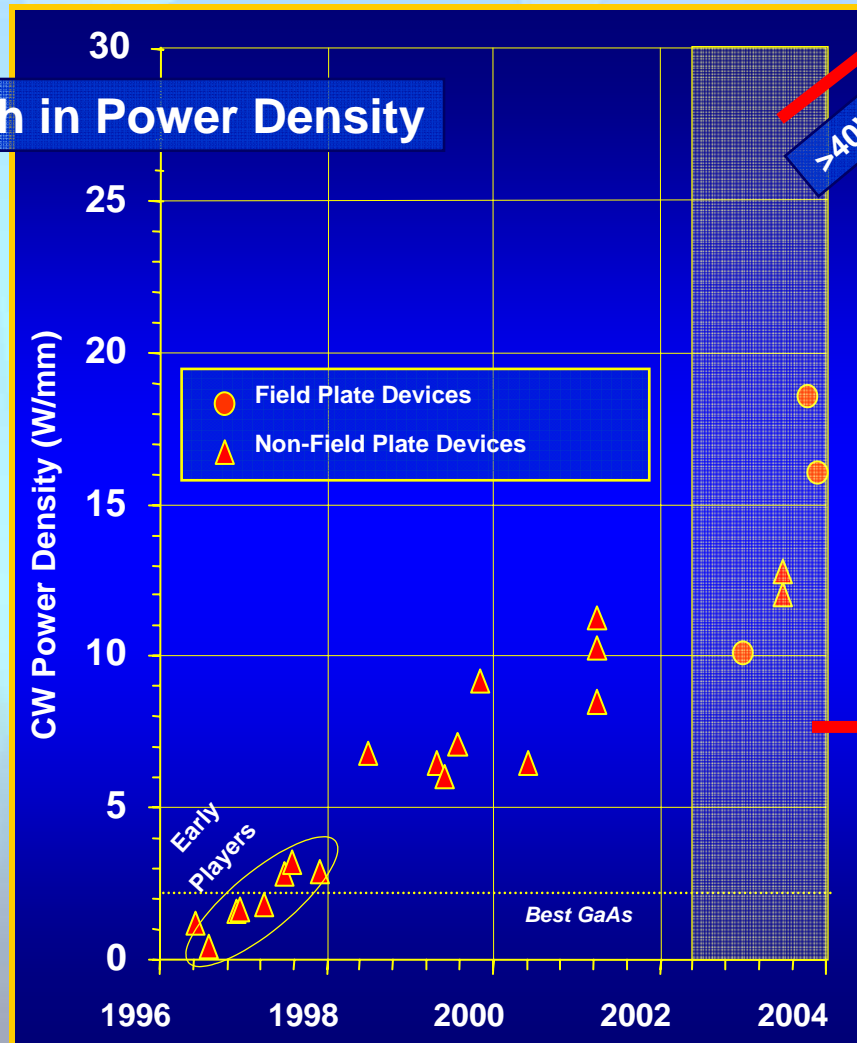 30
in Power Density
>40
25
20
CW Power Density (W/mm)
Field Plate Devices
Non-Field Plate Devices
15
10
5
Early
Players
Best GaAs
0
1996
1998
2000
2002
2004